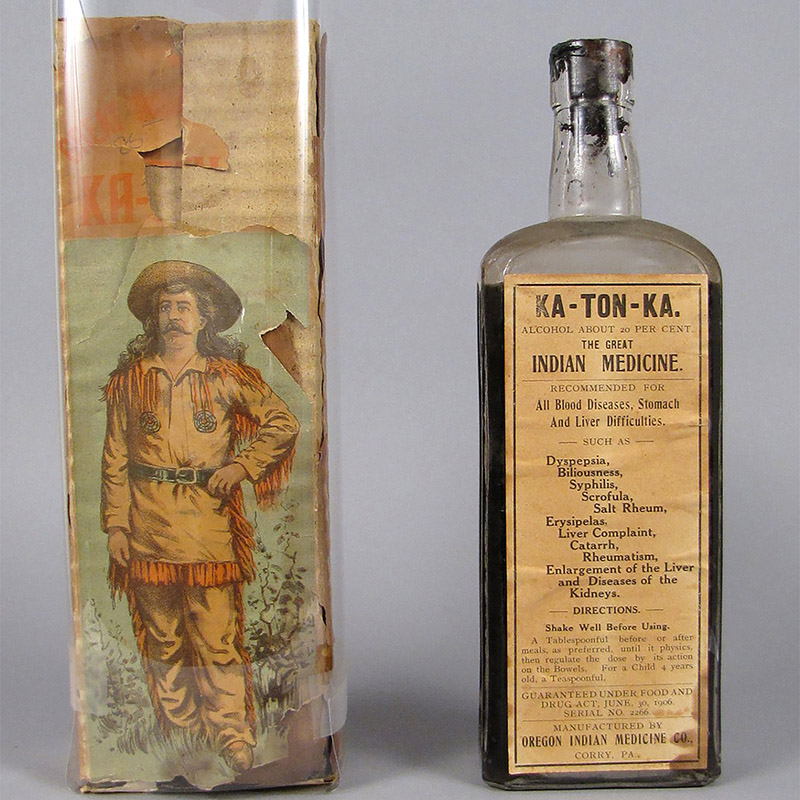 KA-
KA-TON-KA.
ALCOHOL ABOUT 20 PER CENT.
THE GREAT
INDIAN MEDICINE.
RECOMMENDED FOR
All Blood Diseases, Stomach
And Liver Difficulties.
SUCH AS
Dyspepsia,
Biliousness,
Syphilis,
Scrofula,
Salt Rheum,
Erysipelas,
Liver Complaint,
Catarrh,
Rheumatism,
Enlargement of the Liver
and Diseases of the
Kidneys.
DIRECTIONS.
Shake Well Before Using.
A Tablespoonful before or after
meals, as preferred, until it physics,
then regulate the dose by its action
on the Bowels. For a Child 4 years
old, a Teaspoonful.
GUARANTEED UNDER FOOD AND
DRUG ACT, JUNE, 30, 1906.
SERIAL NO. 2266.
MANUFACTURED BY
OREGON INDIAN MEDICINE CO.,
CORRY, PA.